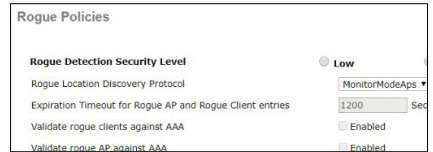 Rogue Policies
Rogue Detection Security Level Low
Rogue Location Discovery Protocol MonitorModeAps
Expiration Timeout for Rogue AP and Rogue Client entries 1200 Sec
Validate rogue clients against AAA Enabled
Validate rogue AP against AAA Enabled